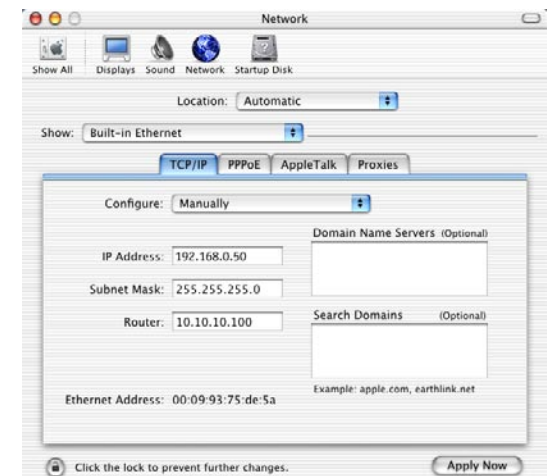 Network
Show All Displays Sound Network Startup Disk
Location: Automatic
Show: Built-in Ethernet
TCP/IP PPPoE AppleTalk Proxies
Configure: Manually
Domain Name Servers (Optional)
IP Address: 192.168.0.50
Subnet Mask: 255.255.255.0
Search Domains (Optional)
Router: 10.10.10.100
Example: apple.com, earthlink.net
Ethernet Address: 00:09:93:75:de:5a
Click the lock to prevent further changes.
Apply Now